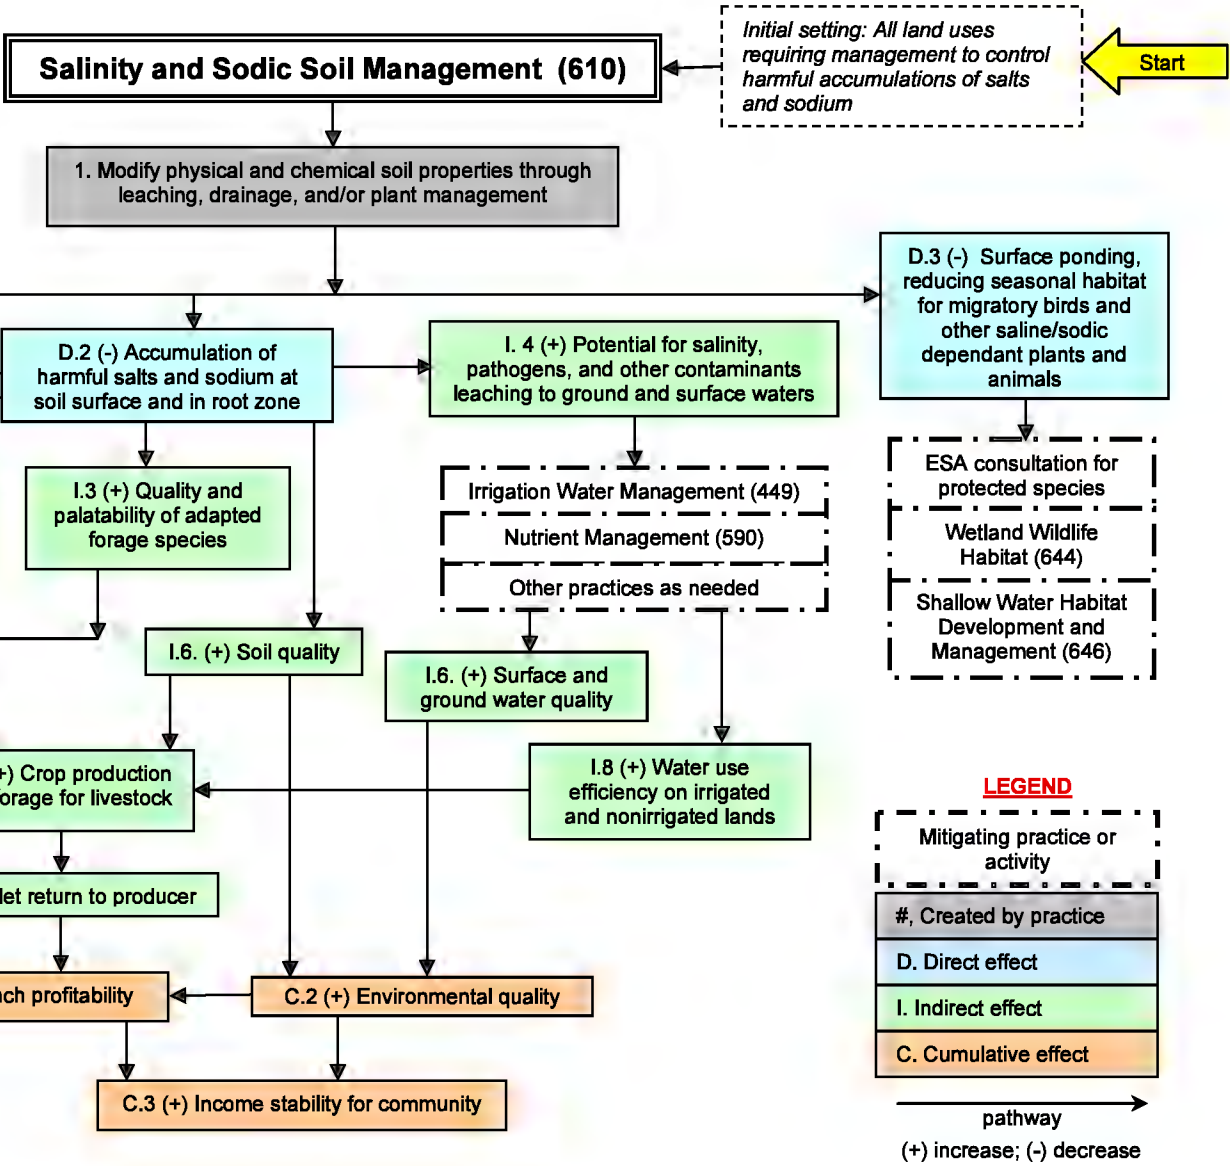 Salinity and Sodic Soil Management (610)
Initial setting: All land uses
requiring management to control
harmful accumulations of salts
and sodium
Start
1. Modify physical and chemical soil properties through
leaching, drainage, and/or plant management
D.3 (-) Surface ponding,
reducing seasonal habitat
for migratory birds and
other saline/sodic
dependant plants and
animals
D.2 (-) Accumulation of
harmful salts and sodium at
soil surface and in root zone
I. 4 (+) Potential for salinity,
pathogens, and other contaminants
leaching to ground and surface waters
I.3 (+) Quality and
palatability of adapted
forage species
Irrigation Water Management (449)
Nutrient Management (590)
Other practices as needed
ESA consultation for
protected species
Wetland Wildlife
Habitat (644)
Shallow Water Habitat
Development and
Management (646)
I.6. (+) Soil quality
I.6. (+) Surface and
ground water quality
+) Crop production
orage for livestock
I.8 (+) Water use
efficiency on irrigated
and nonirrigated lands
et return to producer
ch profitability
C.2 (+) Environmental quality
C.3 (+) Income stability for community
LEGEND
Mitigating practice or
activity
#, Created by practice
D. Direct effect
I. Indirect effect
C. Cumulative effect
pathway
(+) increase; (-) decrease